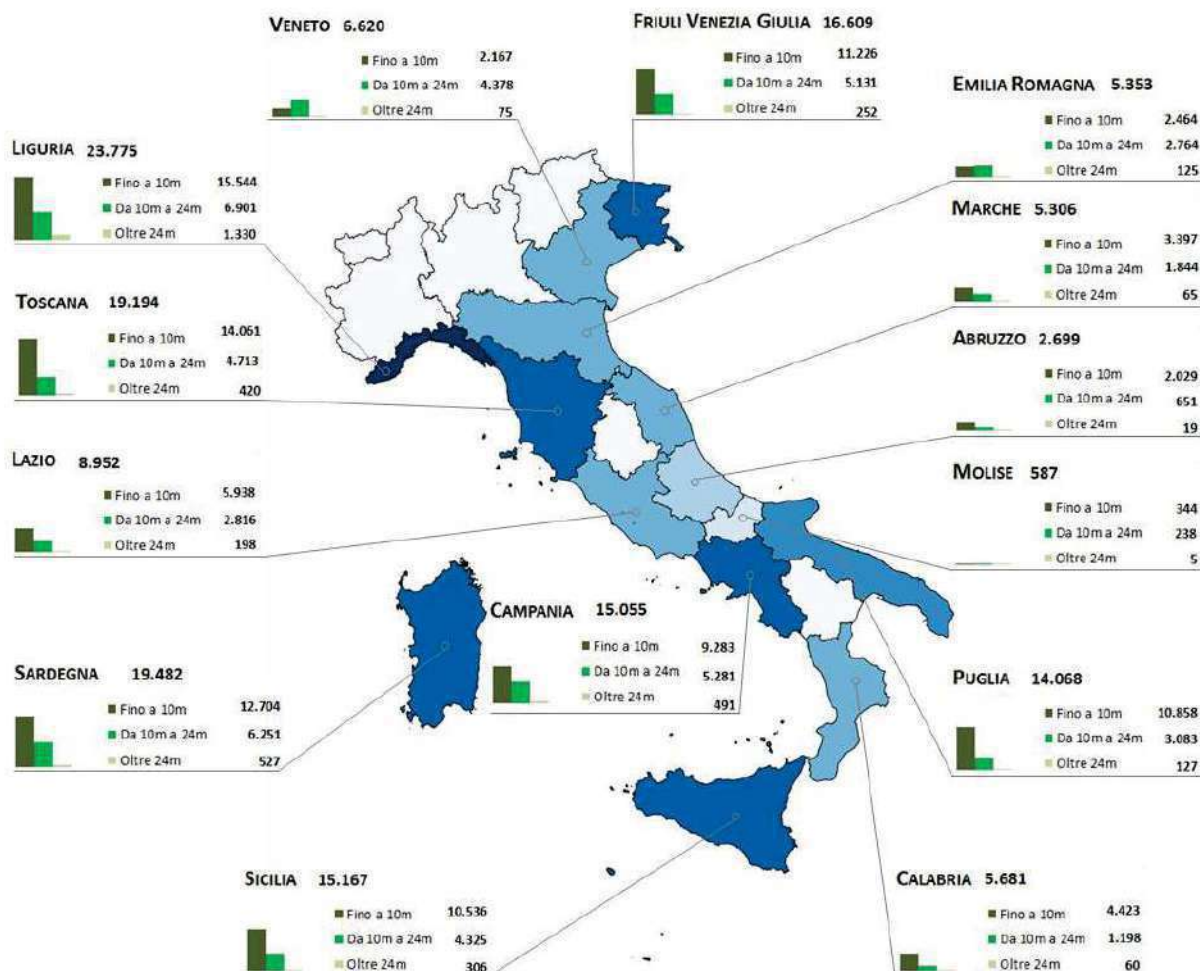 VENETO 6.620
Fino a 10m 2.167
Da 10m a 24m 4.378
Oltre 24m 75
FRIULI VENEZIA GIULIA 16.609
Fino a 10m 11.226
Da 10m a 24m 5.131
Oltre 24m 252
EMILIA ROMAGNA 5.353
Fino a 10m 2.464
Da 10m a 24m 2.764
Oltre 24m 125
LIGURIA 23.775
Fino a 10m 15.544
Da 10m a 24m 6.901
Oltre 24m 1.330
MARCHE 5.306
Fino a 10m 3.397
Da 10m a 24m 1.844
Oltre 24m 65
TOSCANA 19.194
Fino a 10m 14.061
Da 10m a 24m 4.713
Oltre 24m 420
ABRUZZO 2.699
Fino a 10m 2.029
Da 10m a 24m 651
Oltre 24m 19
LAZIO 8.952
Fino a 10m 5.938
Da 10m a 24m 2.816
Oltre 24m 198
MOLISE 587
Fino a 10m 344
Da 10m a 24m 238
Oltre 24m 5
CAMPANIA 15.055
Fino a 10m 9.283
Da 10m a 24m 5.281
Oltre 24m 491
SARDEGNA 19.482
Fino a 10m 12.704
Da 10m a 24m 6.251
Oltre 24m 527
PUGLIA 14.068
Fino a 10m 10.858
Da 10m a 24m 3.083
Oltre 24m 127
SICILIA 15.167
Fino a 10m 10.536
Da 10m a 24m 4.325
Oltre 24m 306
CALABRIA 5.681
Fino a 10m 4.423
Da 10m a 24m 1.198
Oltre 24m 60